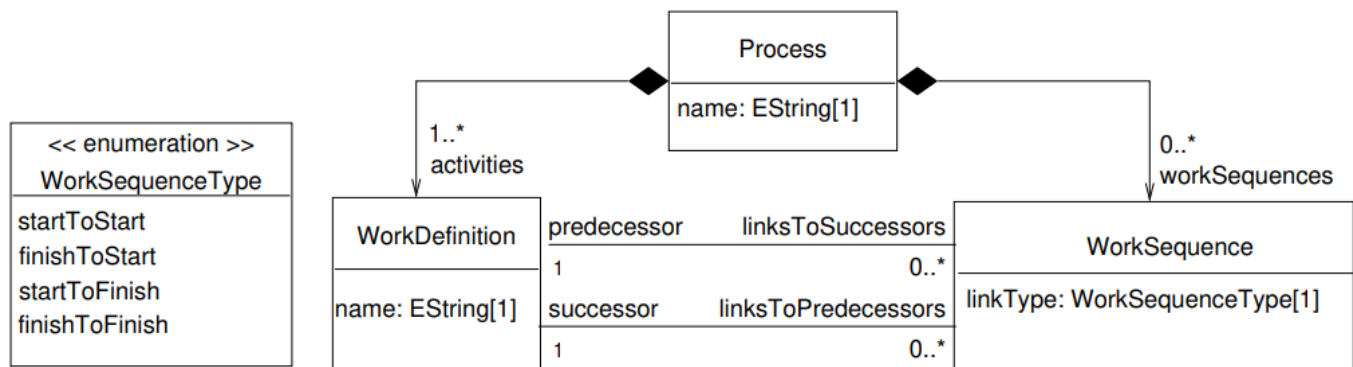 Process
name: EString[1]
1..*
activities
0..*
workSequences
<< enumeration >>
WorkSequenceType
startToStart
finishToStart
startToFinish
finishToFinish
WorkDefinition
name: EString[1]
predecessor
linksToSuccessors
1
0..*
successor
linksToPredecessors
1
0..*
WorkSequence
linkType: WorkSequenceType[1]